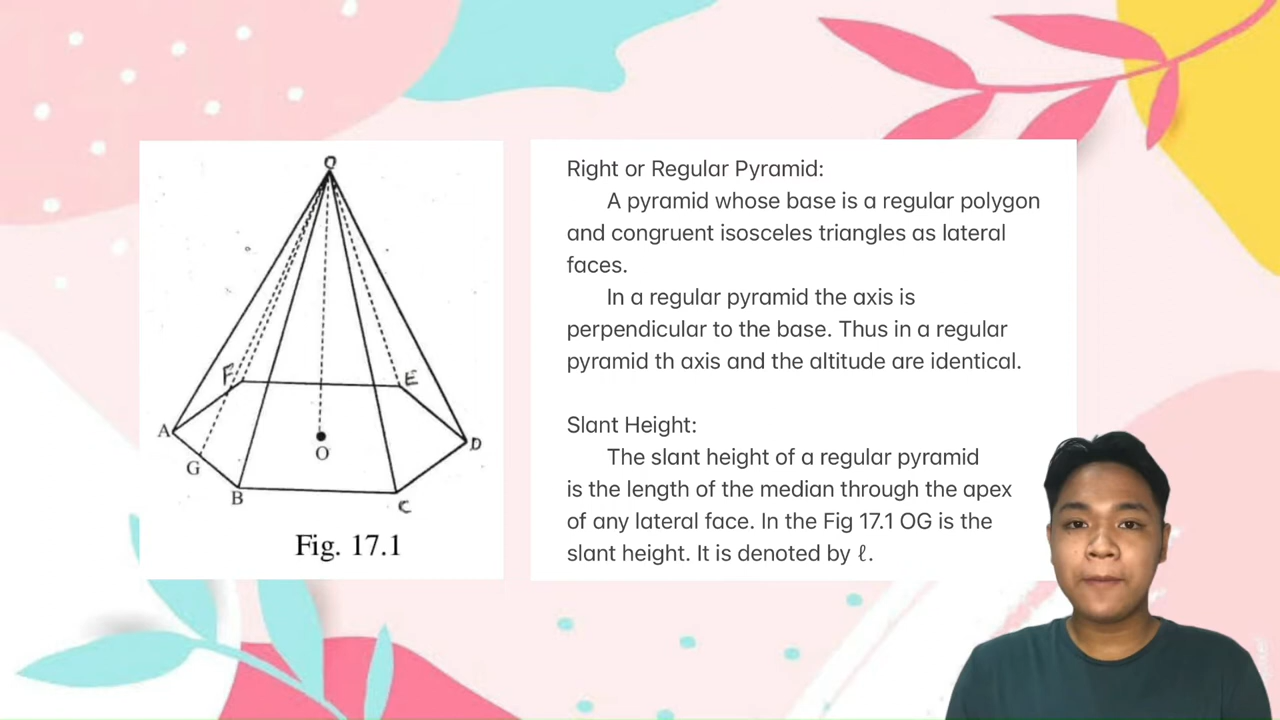 Q
F
E
A
D
O
G
B
C
Fig. 17.1
Right or Regular Pyramid:
A pyramid whose base is a regular polygon
and congruent isosceles triangles as lateral
faces.
In a regular pyramid the axis is
perpendicular to the base. Thus in a regular
pyramid th axis and the altitude are identical.
Slant Height:
The slant height of a regular pyramid
is the length of the median through the apex
of any lateral face. In the Fig 17.1 OG is the
slant height. It is denoted by ℓ.